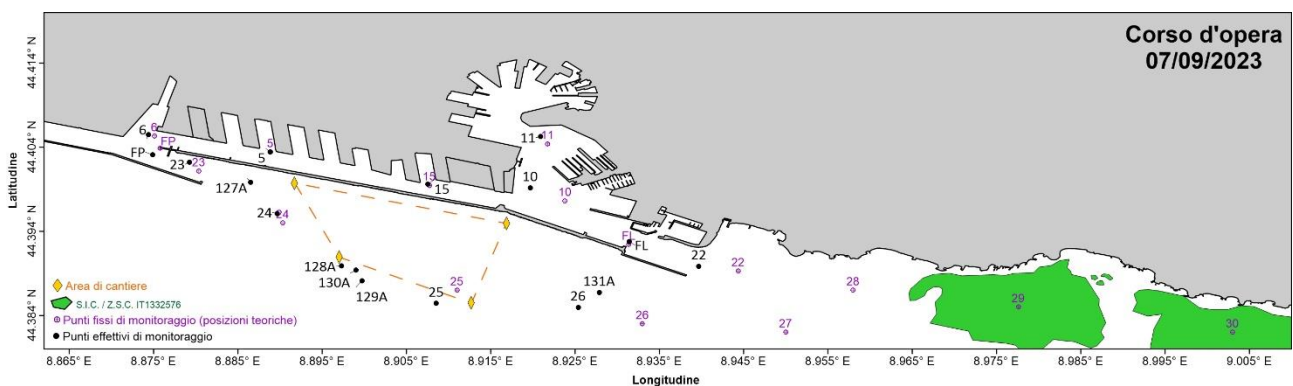 Corso d'opera
07/09/2023
Latitudine
44.414° N
44.404° N
44.394° N
44.384° N
6
6
FP
FP
23
23
5
5
127A
24
24
15
15
11
11
10
10
FL
FL
22
22
128A
130A
129A
25
25
131A
26
26
27
28
29
30
Area di cantiere
S.I.C. / Z.S.C. IT1332576
Punti fissi di monitoraggio (posizioni teoriche)
Punti effettivi di monitoraggio
8.865° E
8.875° E
8.885° E
8.895° E
8.905° E
8.915° E
8.925° E
8.935° E
8.945° E
8.955° E
8.965° E
8.975° E
8.985° E
8.995° E
9.005° E
Longitudine